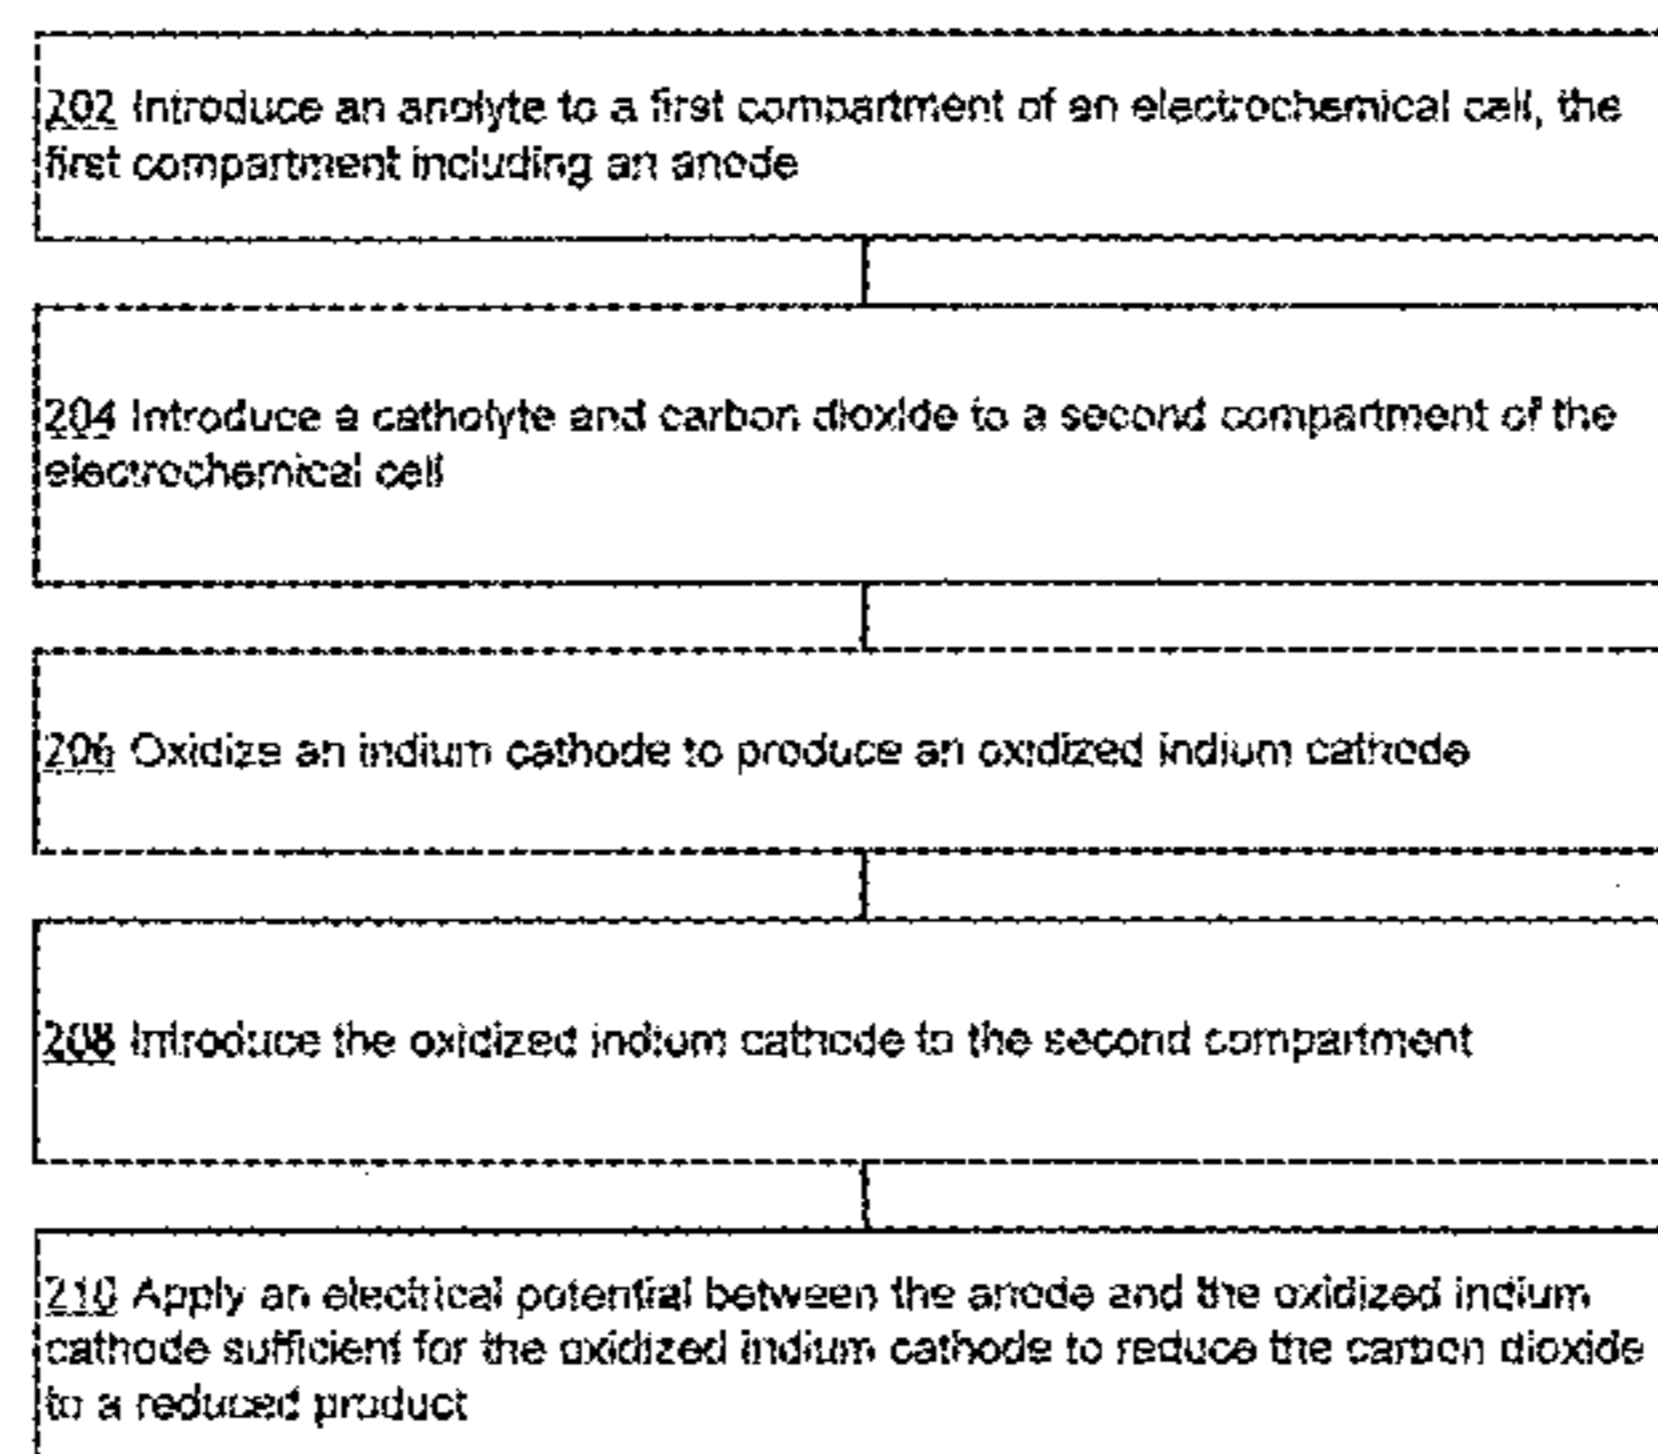 202 Introduce an anolyte to a first compartment of an electrochemical cell, the
first compartment including an anode
204 Introduce a catholyte and carbon dioxide to a second compartment of the
electrochemical cell
206 Oxidize an indium cathode to produce an oxidized indium cathode
208 Introduce the oxidized indium cathode to the second compartment
210 Apply an electrical potential between the anode and the oxidized indium
cathode sufficient for the oxidized indium cathode to reduce the carbon dioxide
to a reduced product